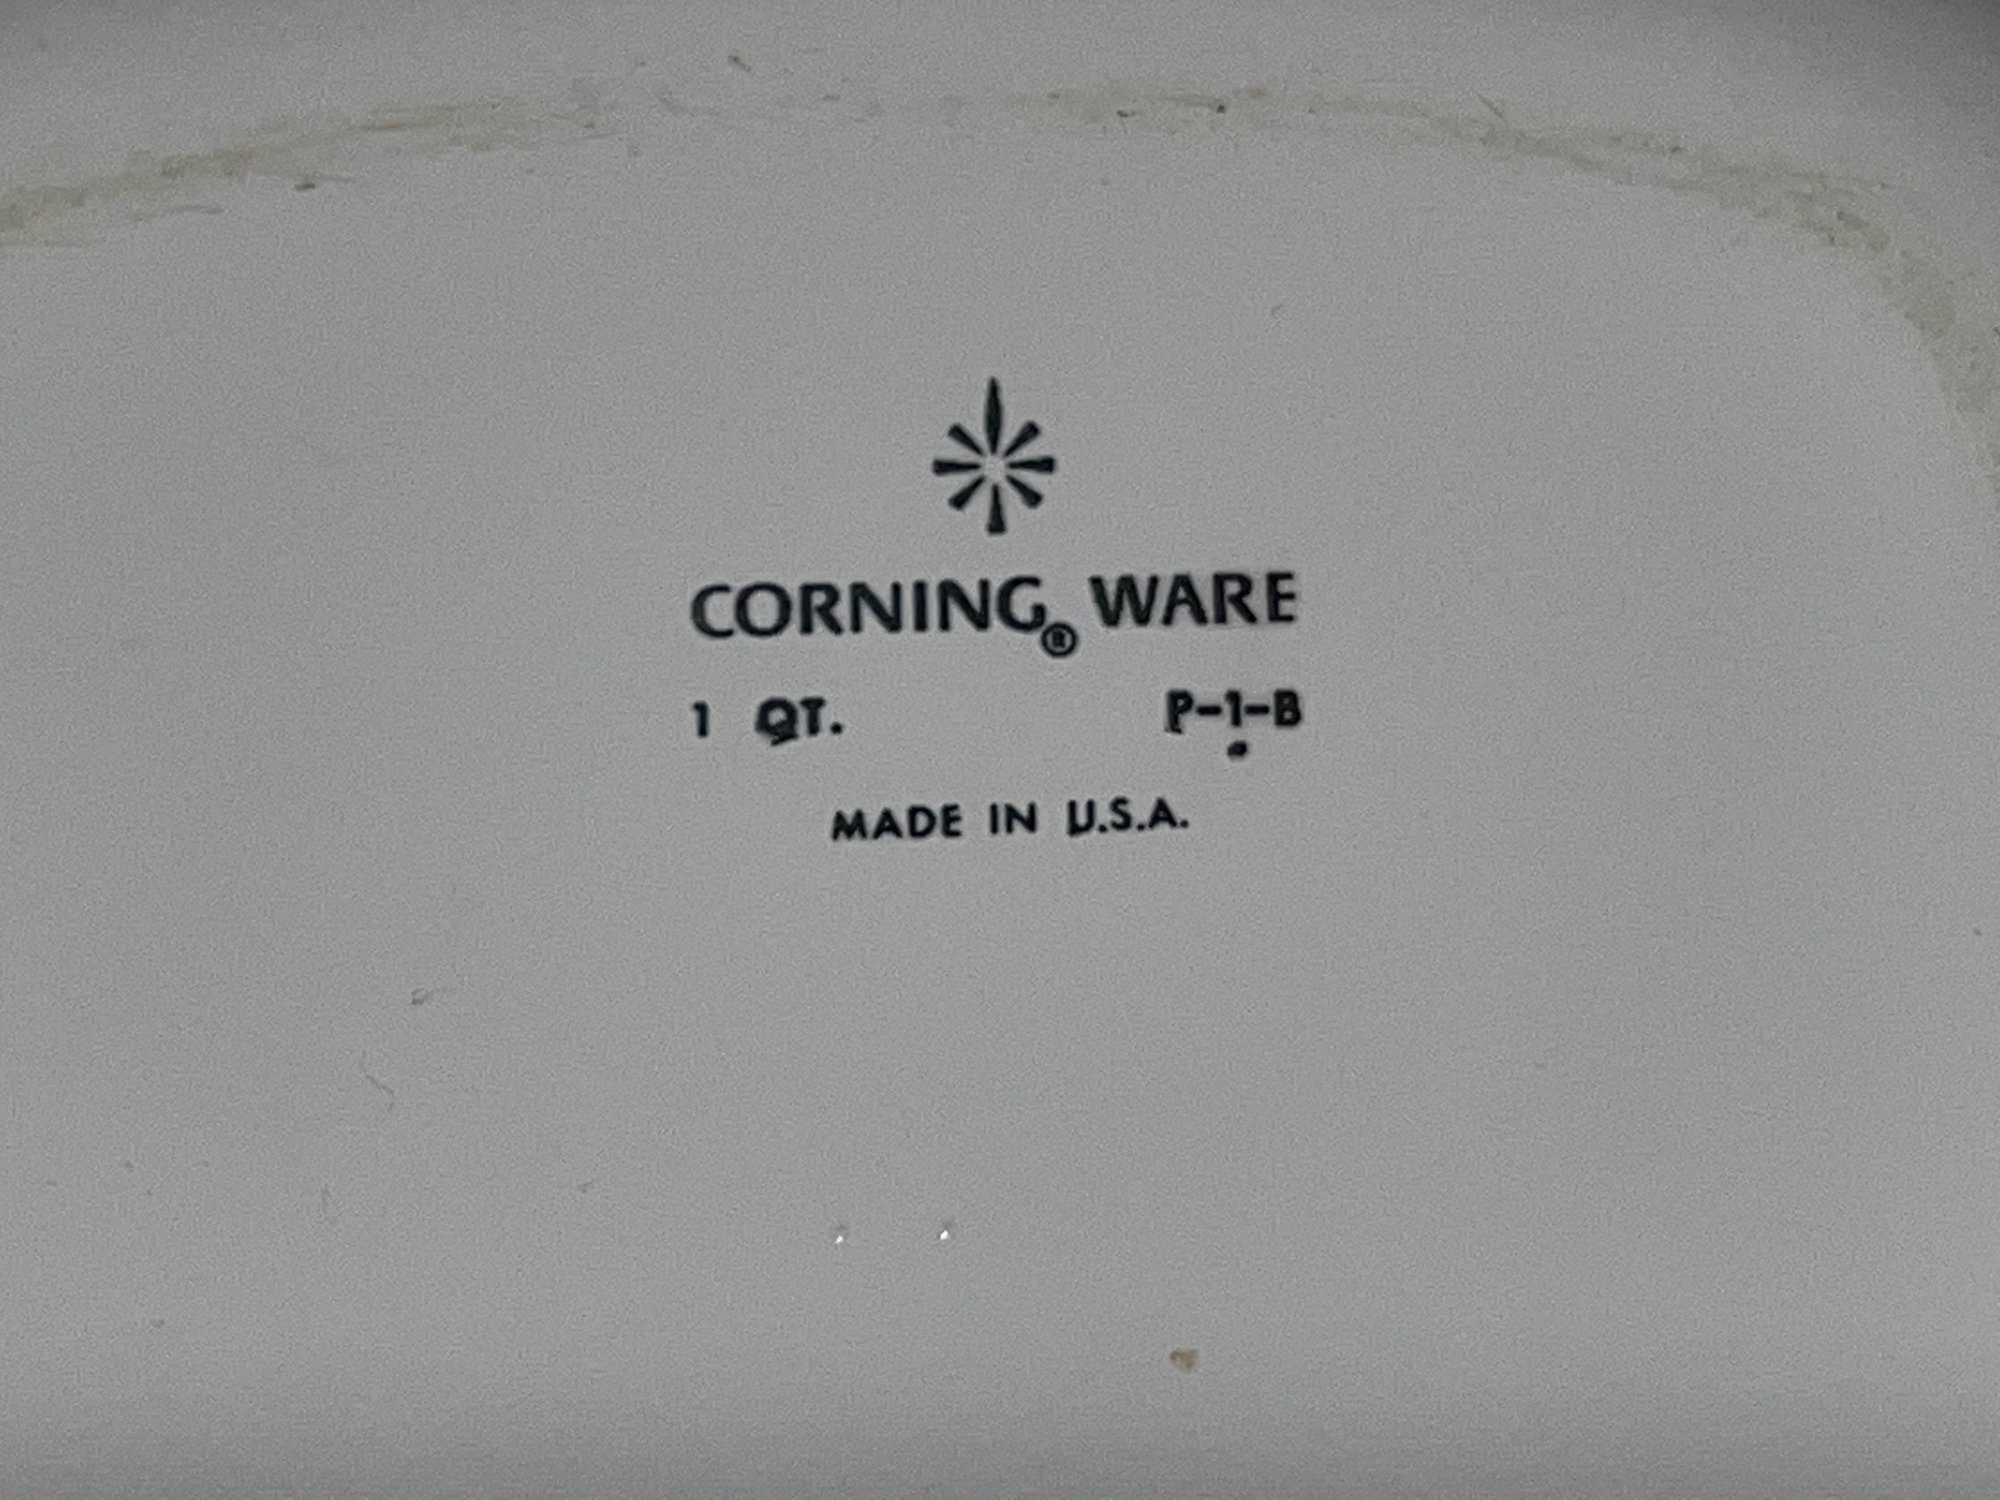 CORNING® WARE
1 QT. P-1-B
MADE IN U.S.A.